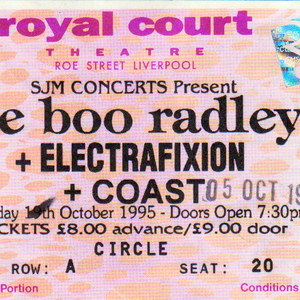 royal court
THEATRE
ROE STREET LIVERPOOL
SJM CONCERTS Present
e boo radley
+ ELECTRAFIXION
+ COAST
05 OCT 19
day 19th October 1995 - Doors Open 7:30p
ICKETS £8.00 advance/£9.00 door
CIRCLE
ROW: A SEAT: 20
Portion Conditions